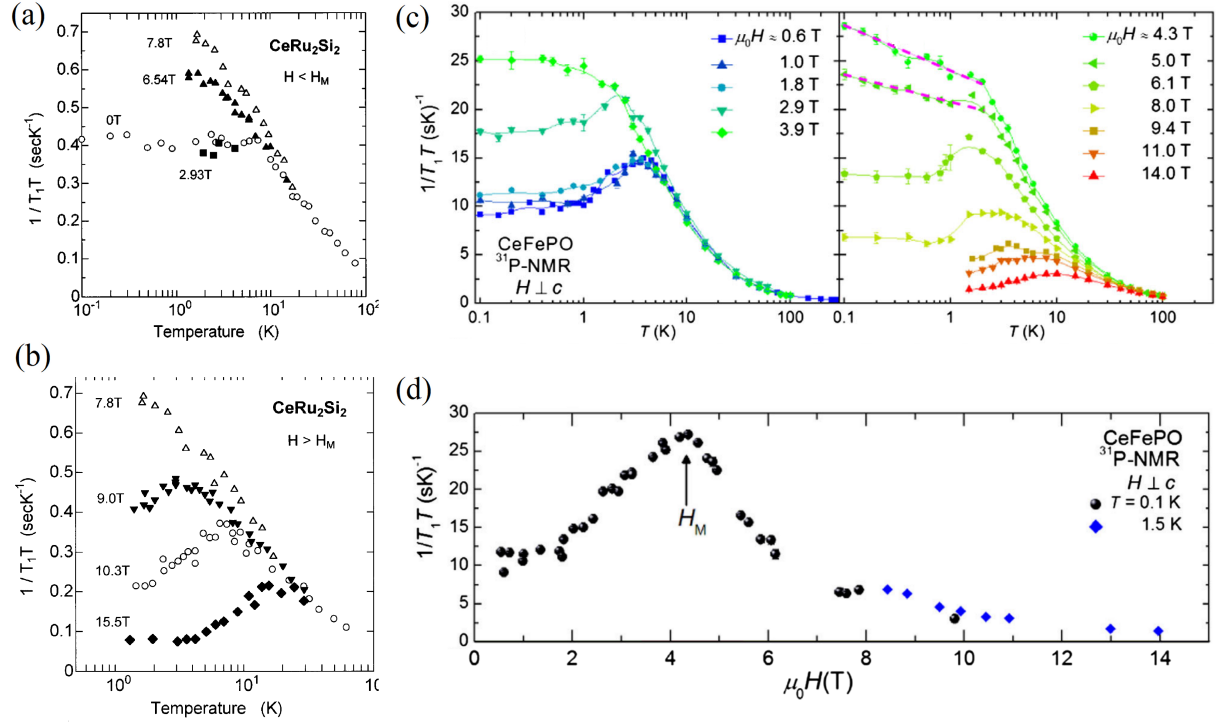 (a)
0.7
0.6
0.5
0.4
0.3
0.2
0.1
0
1 / T₁T (secK⁻¹)
7.8T
6.54T
0T
2.93T
CeRu₂Si₂
H < H_M
10⁻¹ 10⁰ 10¹ 10²
Temperature (K)
(b)
0.7
0.6
0.5
0.4
0.3
0.2
0.1
0
1 / T₁T (secK⁻¹)
7.8T
9.0T
10.3T
15.5T
CeRu₂Si₂
H > H_M
10⁰ 10¹
Temperature (K)
(c)
30
25
20
15
10
5
0
1/T₁T (sK)⁻¹
μ₀H ≈ 0.6 T
1.0 T
1.8 T
2.9 T
3.9 T
CeFePO
³¹P-NMR
H ⊥ c
0.1 1 10 100
T (K)
μ₀H ≈ 4.3 T
5.0 T
6.1 T
8.0 T
9.4 T
11.0 T
14.0 T
0.1 1 10 100
T (K)
(d)
30
25
20
15
10
5
0
1/T₁T (sK)⁻¹
H_M
CeFePO
³¹P-NMR
H ⊥ c
T = 0.1 K
1.5 K
0 2 4 6 8 10 12 14
μ₀H(T)